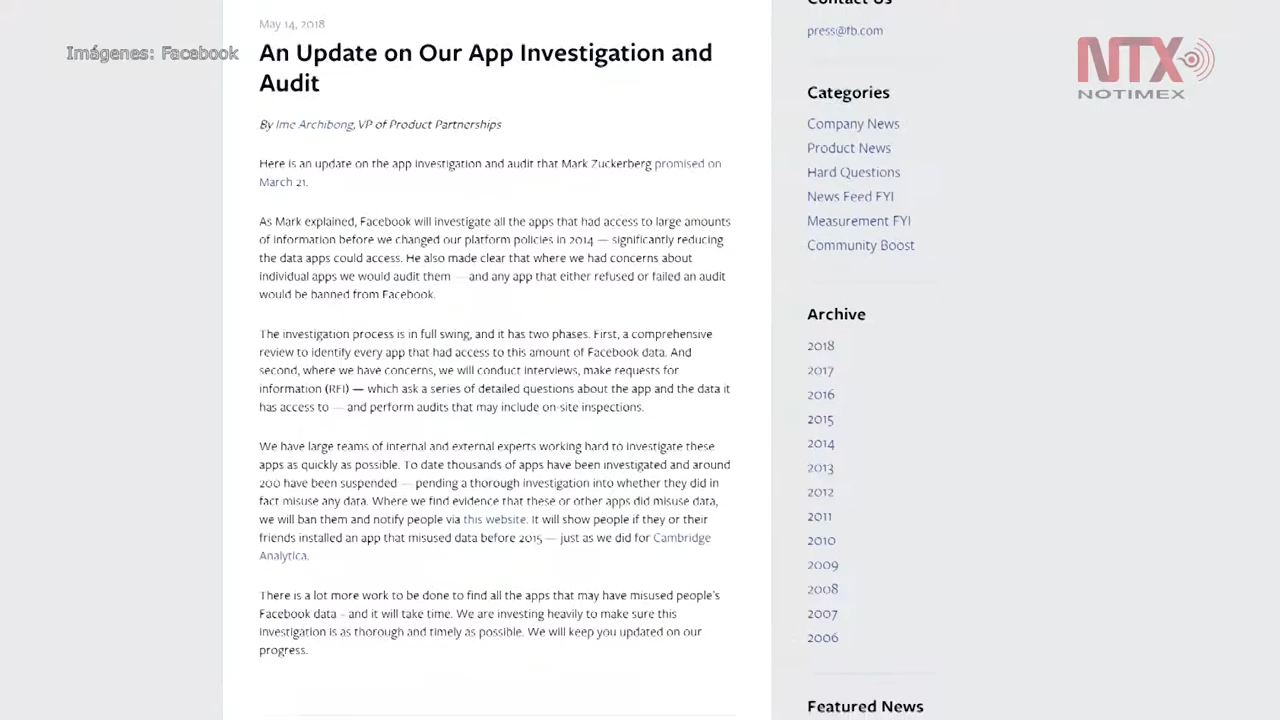 Contact Us
May 14, 2018
press@fb.com
Imágenes: Facebook
An Update on Our App Investigation and
Audit
NTX
NOTIMEX
By Ime Archibong, VP of Product Partnerships
Here is an update on the app investigation and audit that Mark Zuckerberg promised on
March 21.
As Mark explained, Facebook will investigate all the apps that had access to large amounts
of information before we changed our platform policies in 2014 — significantly reducing
the data apps could access. He also made clear that where we had concerns about
individual apps we would audit them — and any app that either refused or failed an audit
would be banned from Facebook.
The investigation process is in full swing, and it has two phases. First, a comprehensive
review to identify every app that had access to this amount of Facebook data. And
second, where we have concerns, we will conduct interviews, make requests for
information (RFI) — which ask a series of detailed questions about the app and the data it
has access to — and perform audits that may include on-site inspections.
We have large teams of internal and external experts working hard to investigate these
apps as quickly as possible. To date thousands of apps have been investigated and around
200 have been suspended — pending a thorough investigation into whether they did in
fact misuse any data. Where we find evidence that these or other apps did misuse data,
we will ban them and notify people via this website. It will show people if they or their
friends installed an app that misused data before 2015 — just as we did for Cambridge
Analytica.
There is a lot more work to be done to find all the apps that may have misused people's
Facebook data – and it will take time. We are investing heavily to make sure this
investigation is as thorough and timely as possible. We will keep you updated on our
progress.
Categories
Company News
Product News
Hard Questions
News Feed FYI
Measurement FYI
Community Boost
Archive
2018
2017
2016
2015
2014
2013
2012
2011
2010
2009
2008
2007
2006
Featured News